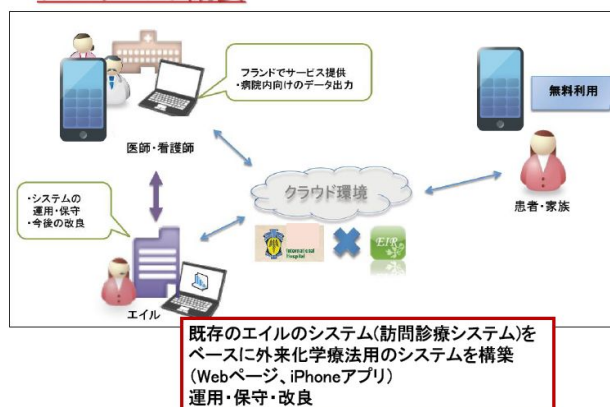 フランドでサービス提供
・病院内向けのデータ出力
無料利用
医師・看護師
クラウド環境
患者・家族
・システムの
運用・保守
・今後の改良
International
Hospital
EIR
エイル
既存のエイルのシステム(訪問診療システム)を
ベースに外来化学療法用のシステムを構築
(Webページ、iPhoneアプリ)
運用・保守・改良